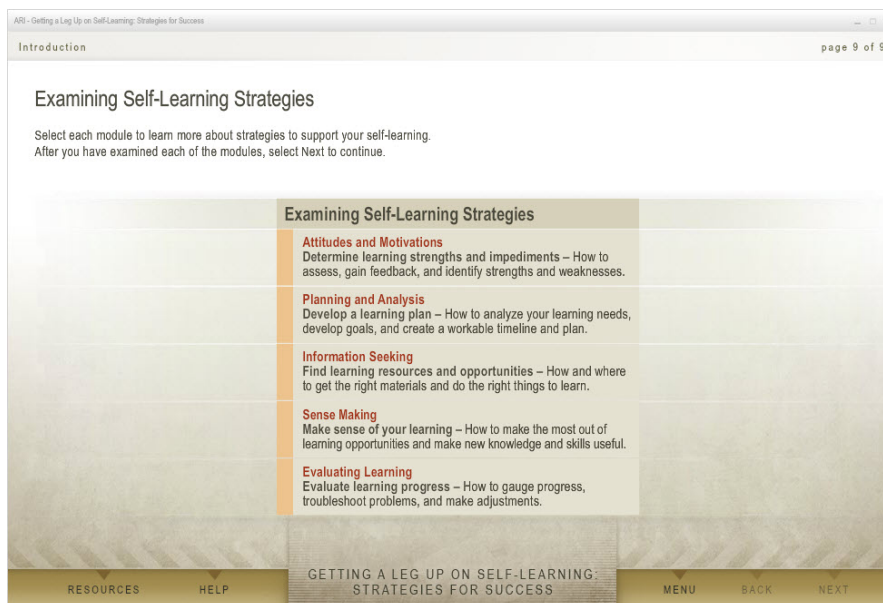 ARI - Getting a Leg Up on Self-Learning: Strategies for Success
Introduction
page 9 of 9
Examining Self-Learning Strategies
Select each module to learn more about strategies to support your self-learning.
After you have examined each of the modules, select Next to continue.
Examining Self-Learning Strategies
Attitudes and Motivations
Determine learning strengths and impediments – How to
assess, gain feedback, and identify strengths and weaknesses.
Planning and Analysis
Develop a learning plan – How to analyze your learning needs,
develop goals, and create a workable timeline and plan.
Information Seeking
Find learning resources and opportunities – How and where
to get the right materials and do the right things to learn.
Sense Making
Make sense of your learning – How to make the most out of
learning opportunities and make new knowledge and skills useful.
Evaluating Learning
Evaluate learning progress – How to gauge progress,
troubleshoot problems, and make adjustments.
RESOURCES
HELP
GETTING A LEG UP ON SELF-LEARNING:
STRATEGIES FOR SUCCESS
MENU
BACK
NEXT